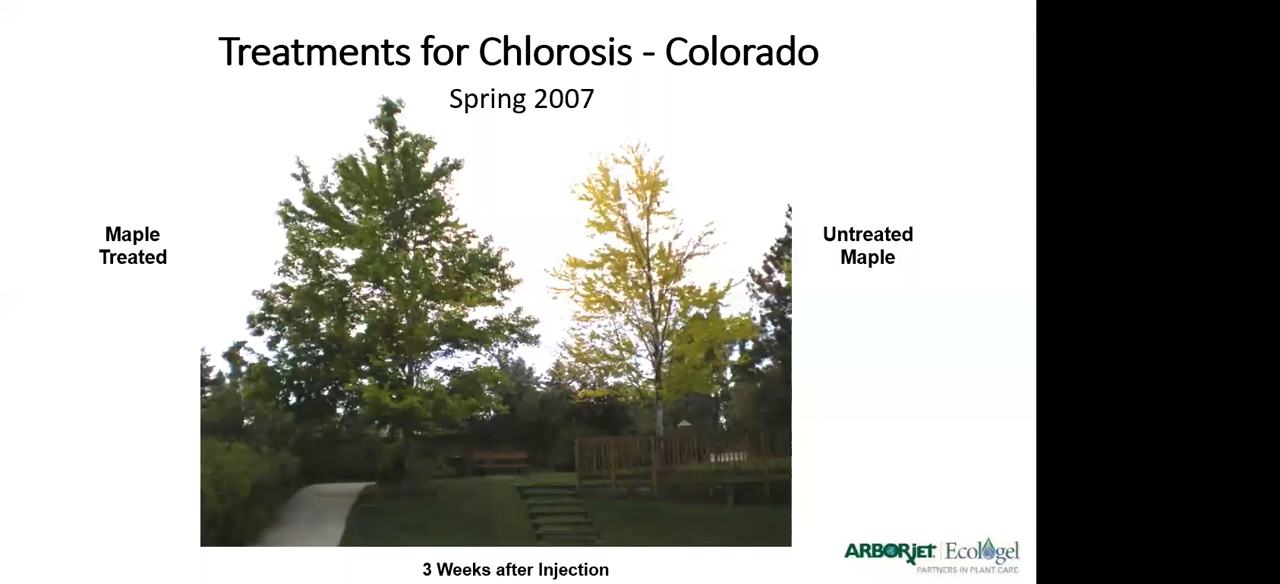 Treatments for Chlorosis - Colorado
Spring 2007
Maple
Treated
Untreated
Maple
3 Weeks after Injection
ARBORjet | Ecologel
PARTNERS IN PLANT CARE